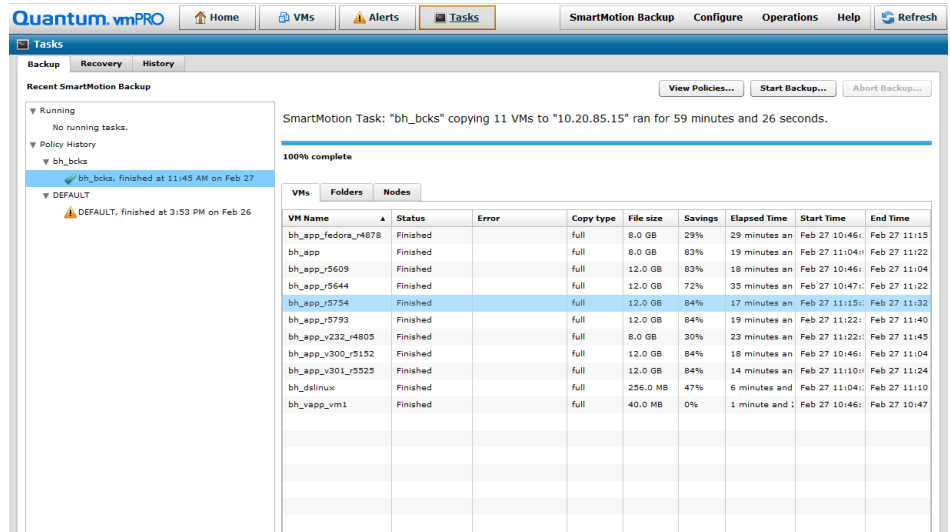 Quantum. vmPRO Home VMs Alerts Tasks SmartMotion Backup Configure Operations Help Refresh
Tasks
Backup Recovery History
Recent SmartMotion Backup View Policies... Start Backup... Abort Backup...
Running
No running tasks.
Policy History
bh_bcks
bh_bcks, finished at 11:45 AM on Feb 27
DEFAULT
DEFAULT, finished at 3:53 PM on Feb 26
SmartMotion Task: "bh_bcks" copying 11 VMs to "10.20.85.15" ran for 59 minutes and 26 seconds.
100% complete
VMs Folders Nodes
VM Name Status Error Copy type File size Savings Elapsed Time Start Time End Time
bh_app_fedora_r4878 Finished full 8.0 GB 29% 29 minutes an Feb 27 10:46: Feb 27 11:15
bh_app Finished full 8.0 GB 83% 19 minutes an Feb 27 11:04: Feb 27 11:22
bh_app_r5609 Finished full 12.0 GB 83% 18 minutes an Feb 27 10:46: Feb 27 11:04
bh_app_r5644 Finished full 12.0 GB 72% 35 minutes an Feb 27 10:47: Feb 27 11:22
bh_app_r5754 Finished full 12.0 GB 84% 17 minutes an Feb 27 11:15: Feb 27 11:32
bh_app_r5793 Finished full 12.0 GB 84% 19 minutes an Feb 27 11:22: Feb 27 11:40
bh_app_v232_r4805 Finished full 8.0 GB 30% 23 minutes an Feb 27 11:22: Feb 27 11:45
bh_app_v300_r5152 Finished full 12.0 GB 84% 18 minutes an Feb 27 10:46: Feb 27 11:04
bh_app_v301_r5525 Finished full 12.0 GB 84% 14 minutes an Feb 27 11:10: Feb 27 11:24
bh_dslinux Finished full 256.0 MB 47% 6 minutes and Feb 27 11:04: Feb 27 11:10
bh_vapp_vm1 Finished full 40.0 MB 0% 1 minute and Feb 27 10:46: Feb 27 10:47